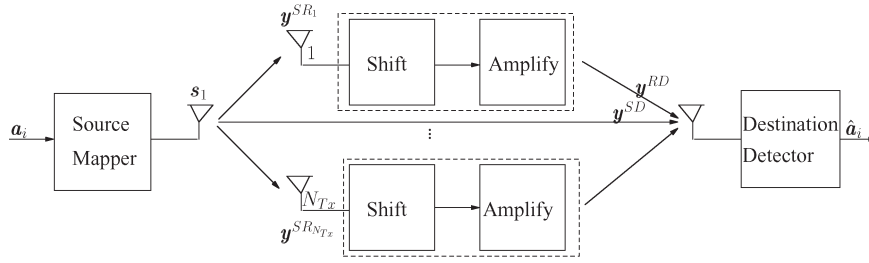 𝒚^{SR_1}
1
Shift
Amplify
𝒚^{RD}
𝒔_1
𝒚^{SD}
𝒂_i
Source
Mapper
⋮
Destination
Detector
𝒂̂_i
N_{Tx}
Shift
Amplify
𝒚^{SR_{N_{Tx}}}